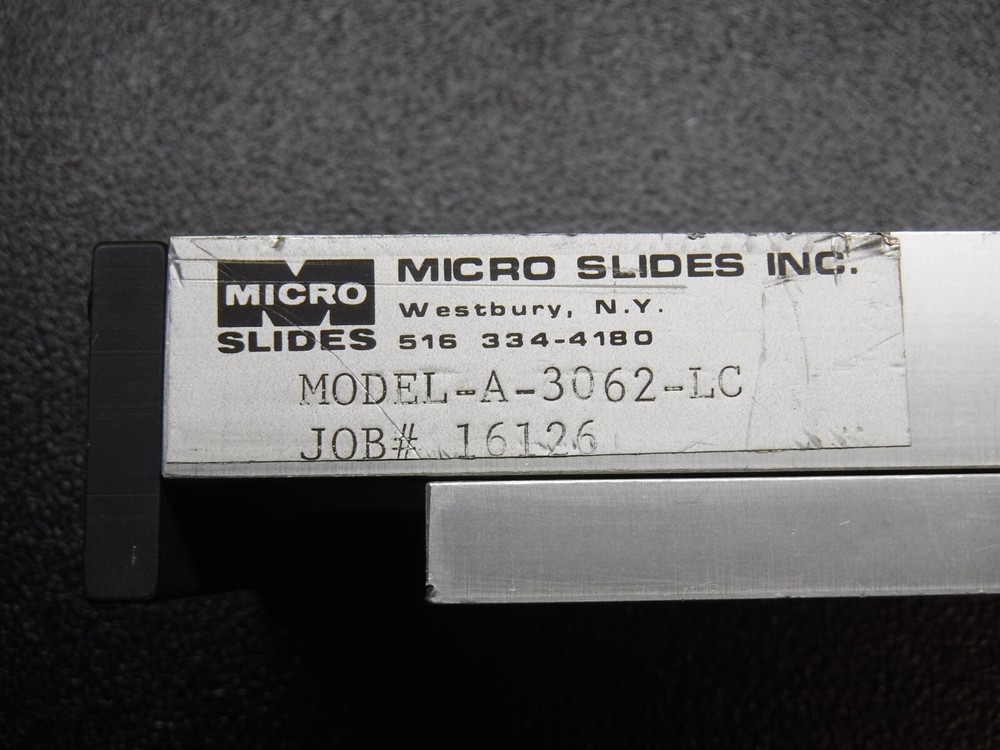 MICRO
SLIDES
MICRO SLIDES INC.
Westbury, N.Y.
516 334-4180
MODEL-A-3062-LC
JOB# 16126